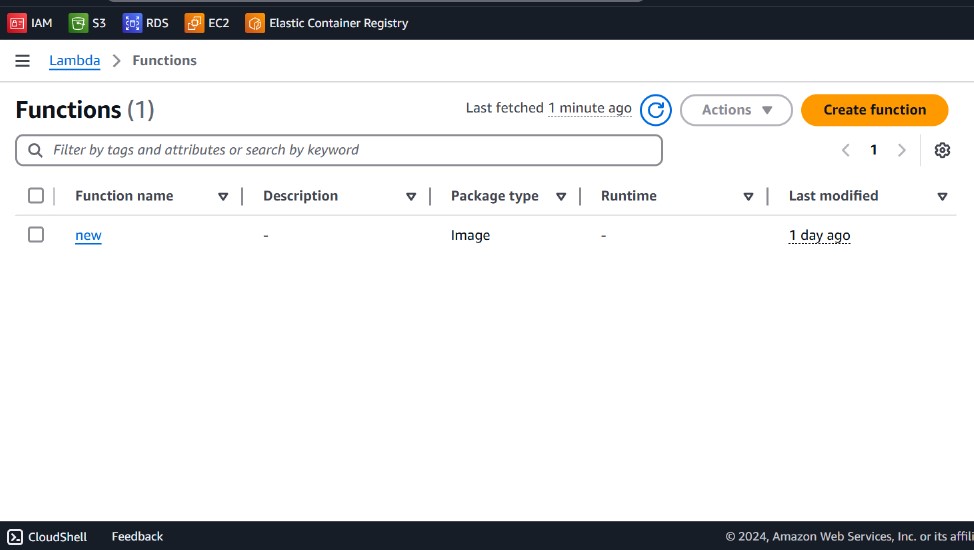 IAM S3 RDS EC2 Elastic Container Registry
Lambda Functions
Functions (1) Last fetched 1 minute ago Actions Create function
Filter by tags and attributes or search by keyword 1
Function name Description Package type Runtime Last modified
new - Image - 1 day ago
CloudShell Feedback © 2024, Amazon Web Services, Inc. or its affili